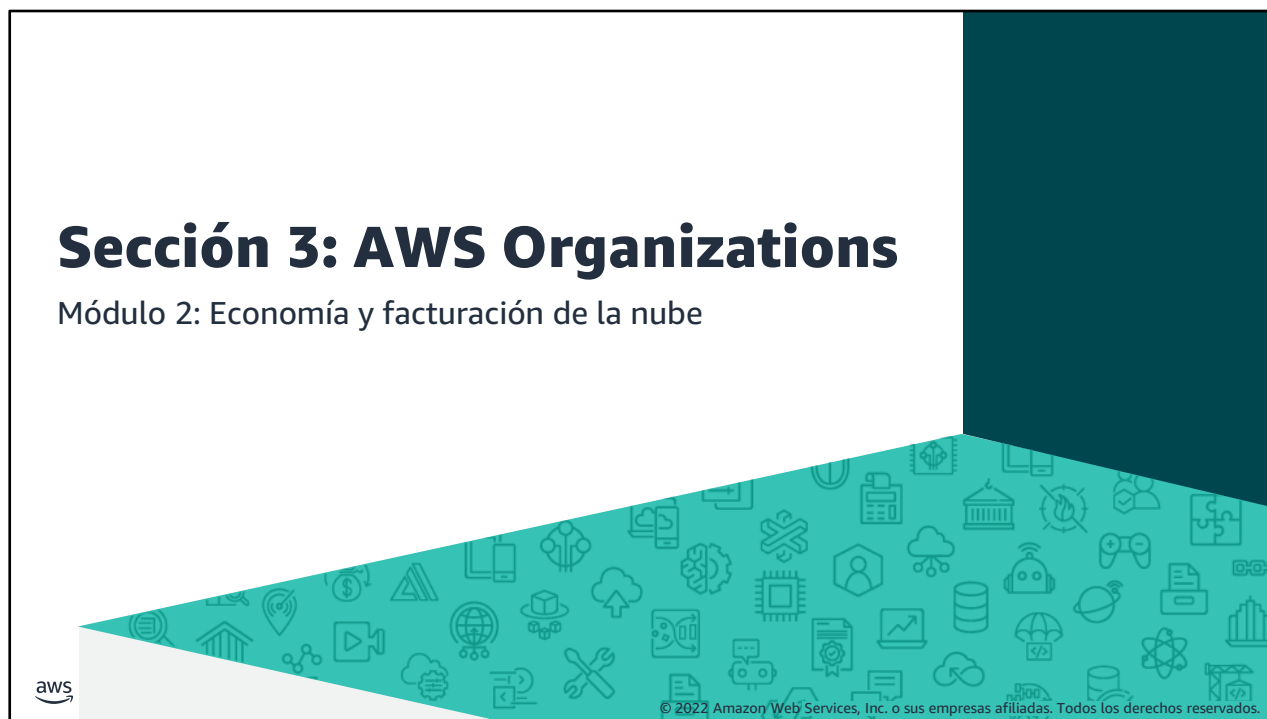 Sección 3: AWS Organizations
Módulo 2: Economía y facturación de la nube
aws
© 2022 Amazon Web Services, Inc. o sus empresas afiliadas. Todos los derechos reservados.